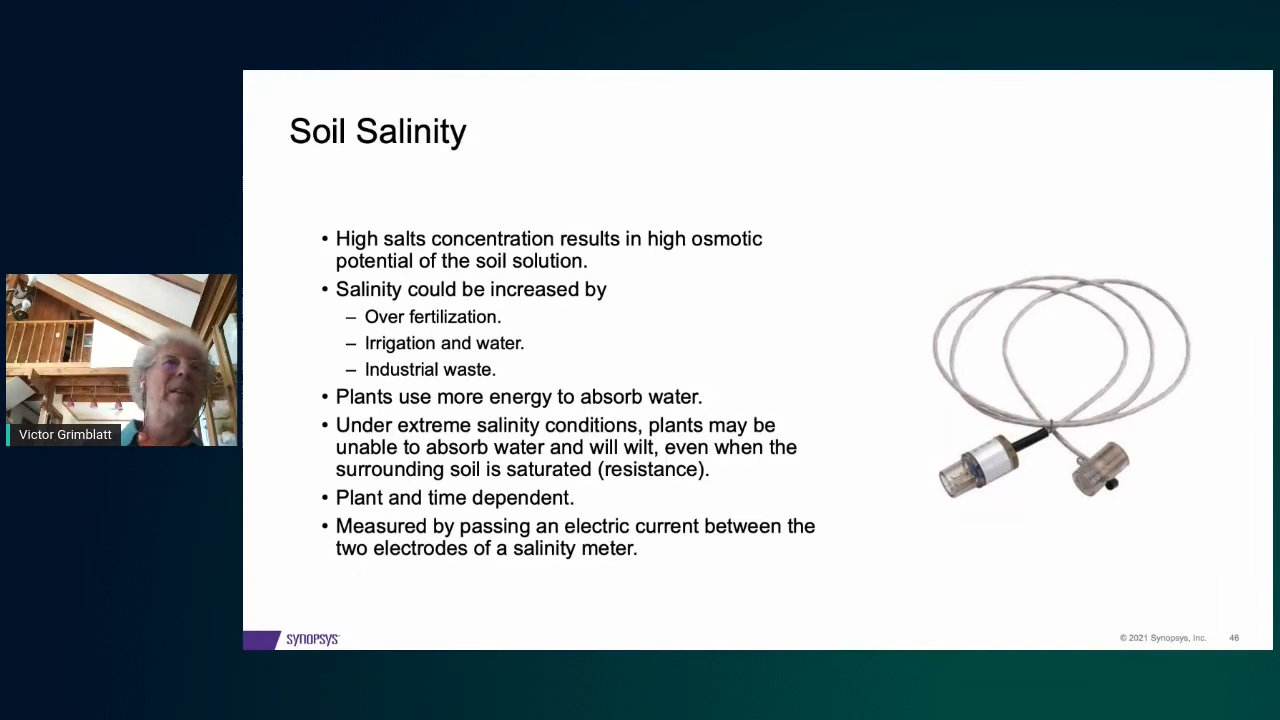 Soil Salinity
• High salts concentration results in high osmotic
potential of the soil solution.
• Salinity could be increased by
– Over fertilization.
– Irrigation and water.
– Industrial waste.
• Plants use more energy to absorb water.
• Under extreme salinity conditions, plants may be
unable to absorb water and will wilt, even when the
surrounding soil is saturated (resistance).
• Plant and time dependent.
• Measured by passing an electric current between the
two electrodes of a salinity meter.
Victor Grimblatt
SYNOPSYS
© 2021 Synopsys, Inc. 46